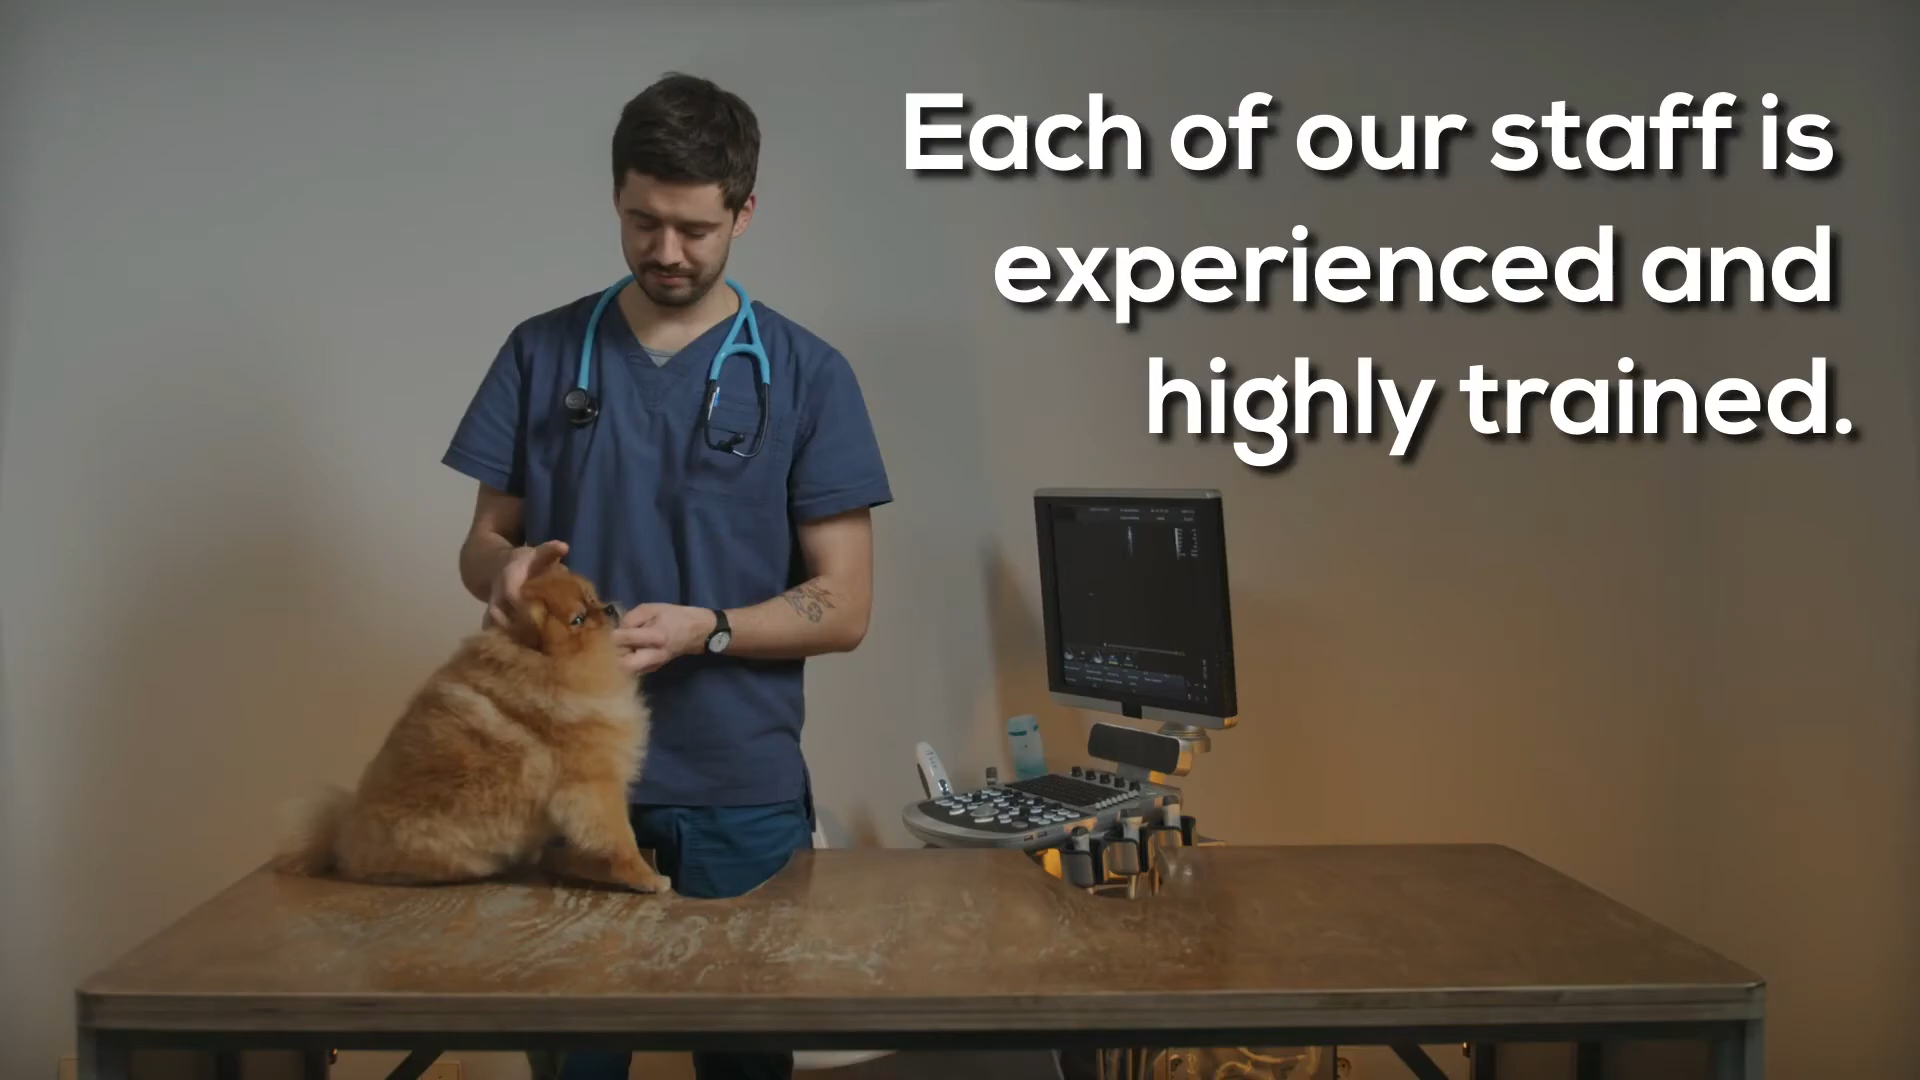 Each of our staff is
experienced and
highly trained.